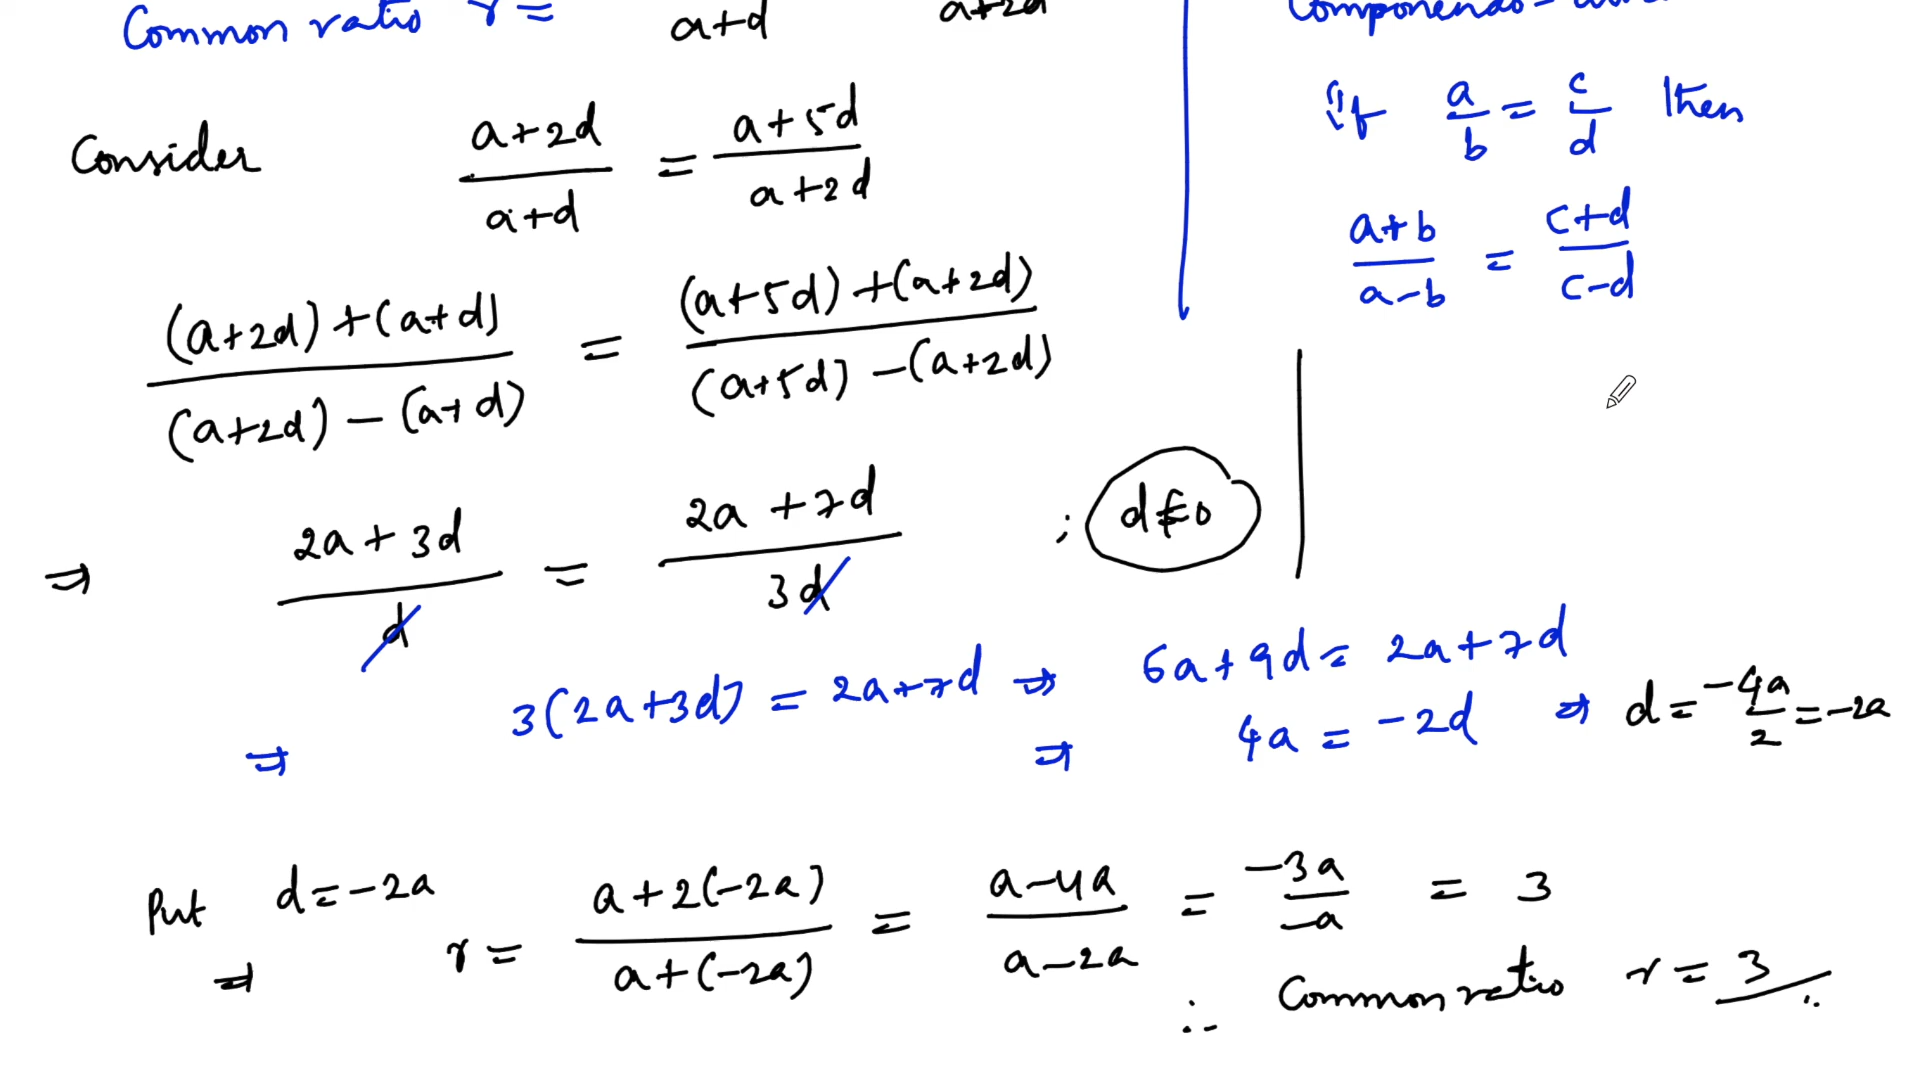 Common ratio r = a+d a+2d
Componendo-
if a/b = c/d then
Consider (a+2d)/(a+d) = (a+5d)/(a+2d)
(a+b)/(a-b) = (c+d)/(c-d)
((a+2d)+(a+d))/((a+2d)-(a+d)) = ((a+5d)+(a+2d))/((a+5d)-(a+2d))
⇒ (2a+3d)/d = (2a+7d)/3d ; d≠0
⇒ 3(2a+3d) = 2a+7d ⇒ 6a+9d = 2a+7d
⇒ 4a = -2d ⇒ d = -4a/2 = -2a
Put d = -2a
⇒ r = (a+2(-2a))/(a+(-2a)) = (a-4a)/(a-2a) = -3a/-a = 3
∴ Common ratio r = 3